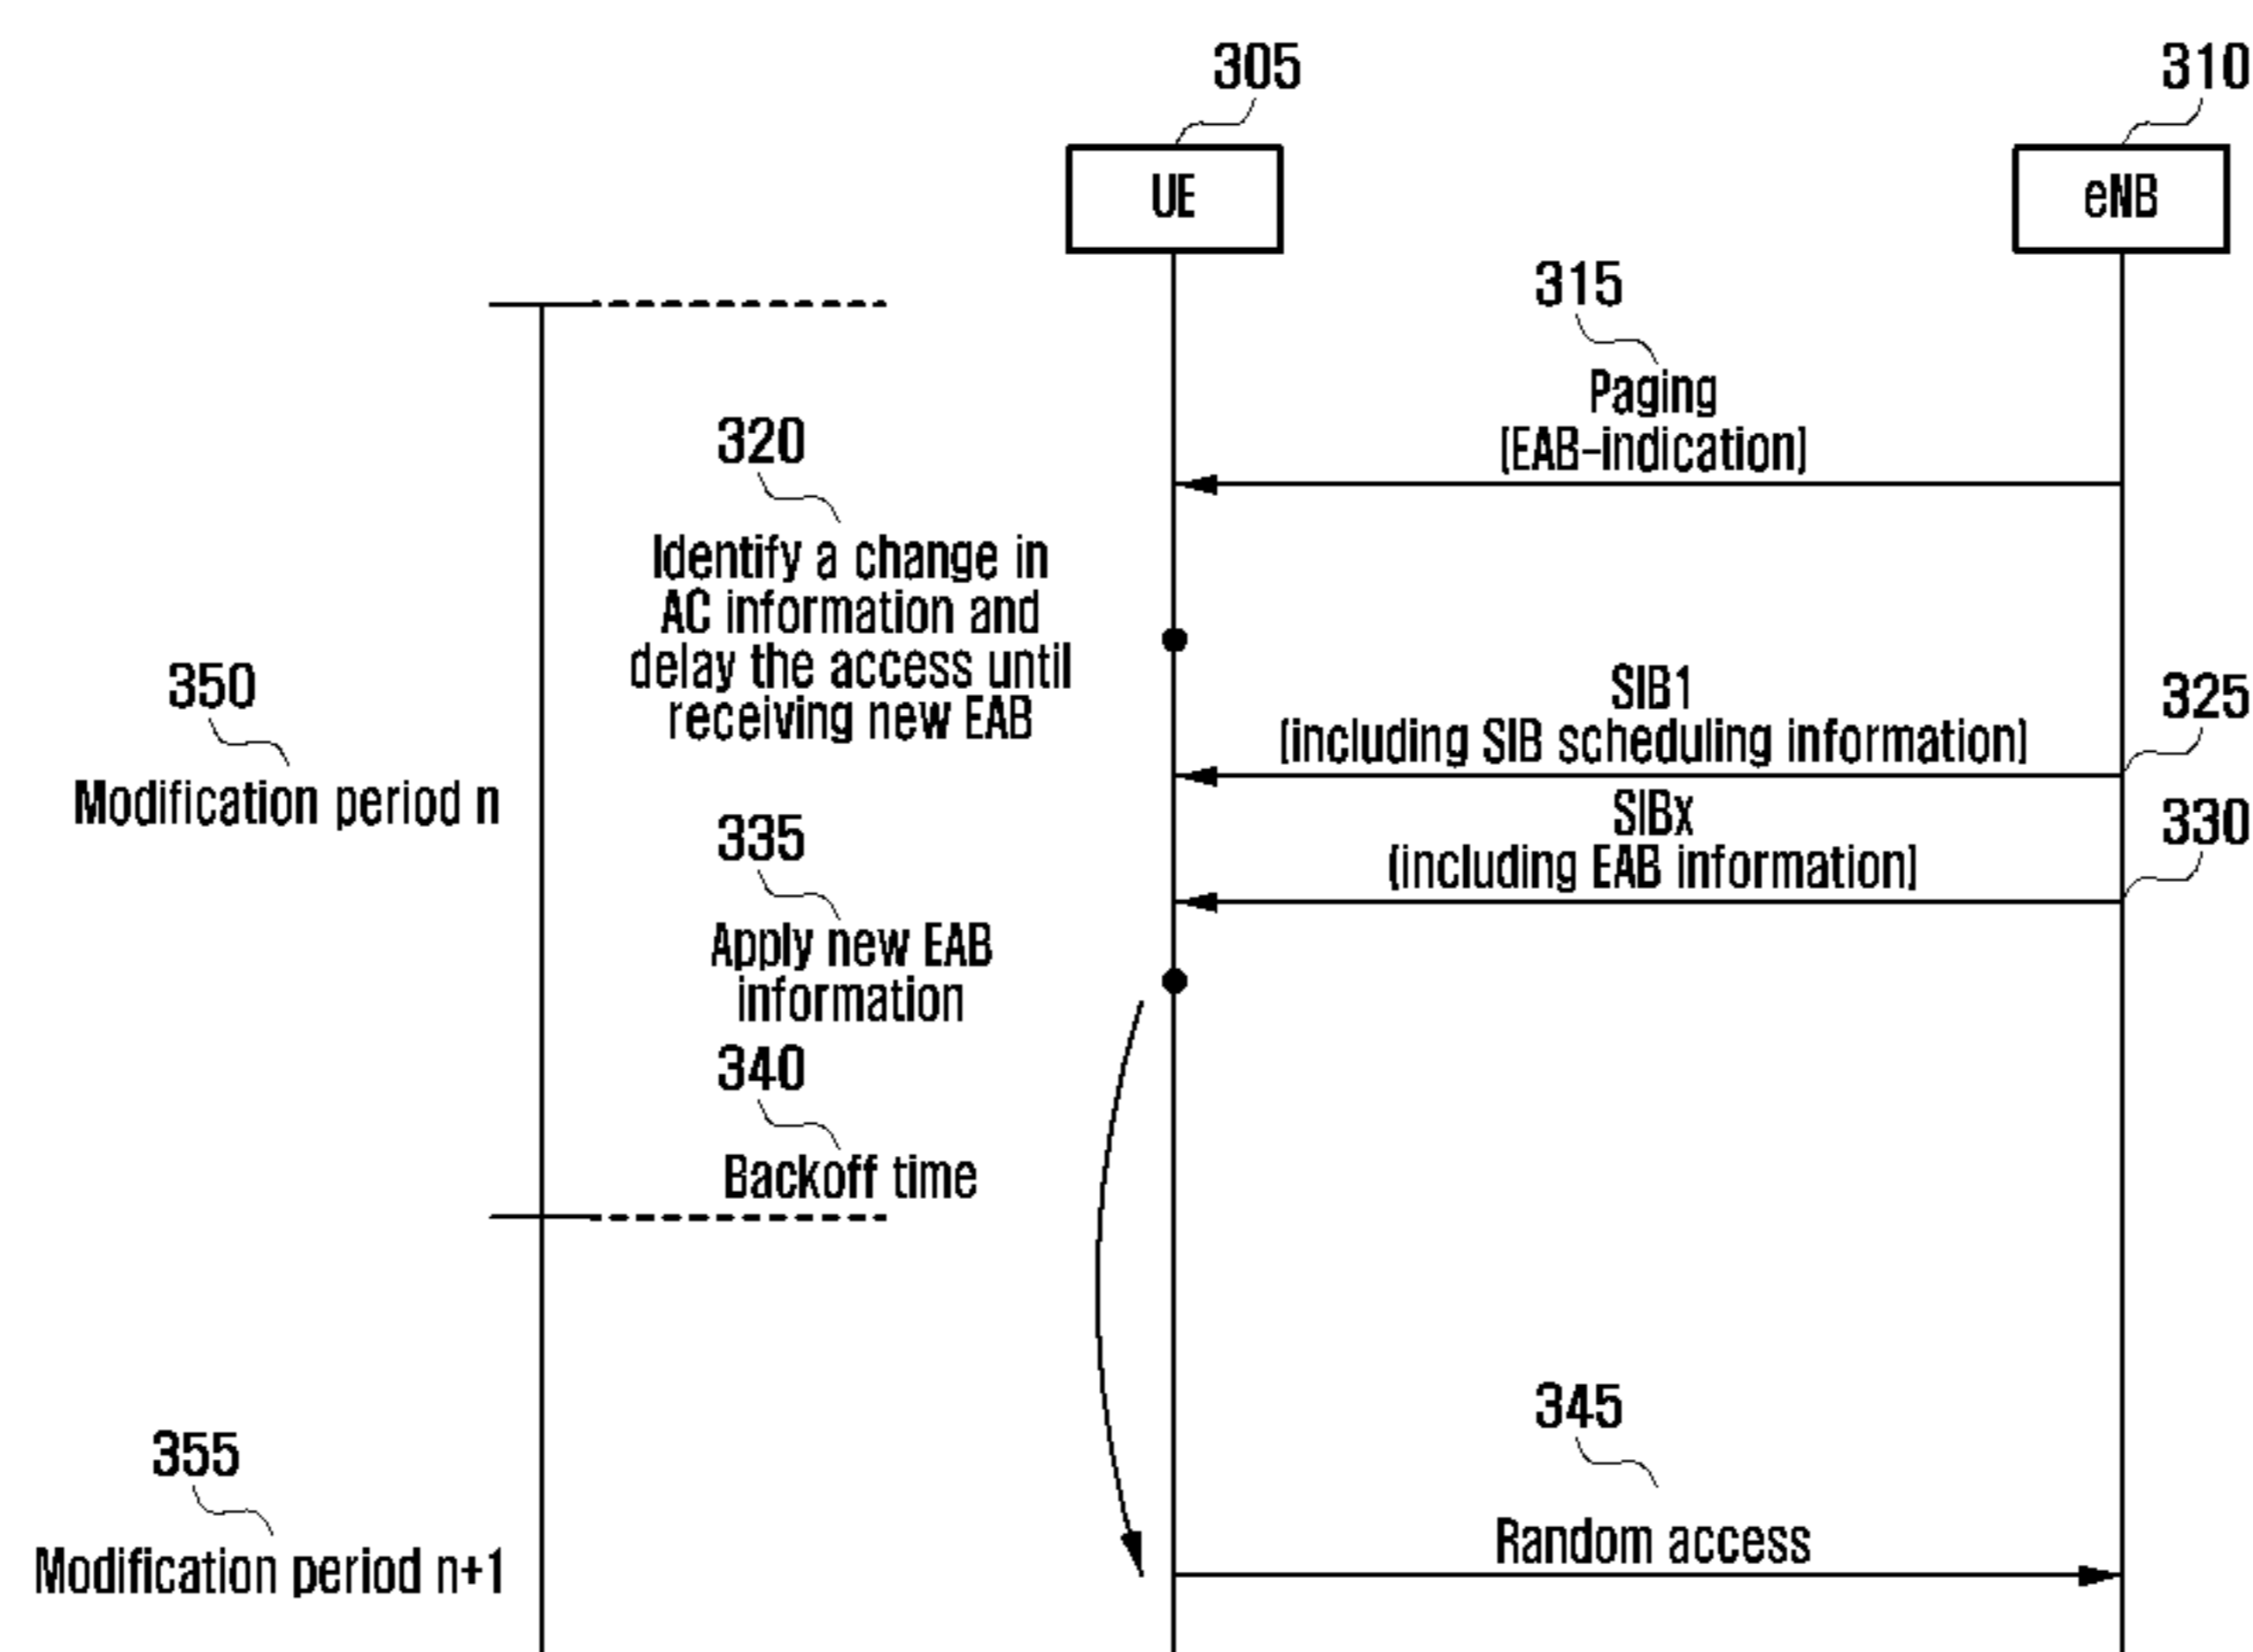 305
310
UE
eNB
315
Paging
(EAB-indication)
320
Identify a change in
AC information and
delay the access until
receiving new EAB
350
Modification period n
SIB1
(including SIB scheduling information)
325
SIBx
(including EAB information)
330
335
Apply new EAB
information
340
Backoff time
345
Random access
355
Modification period n+1